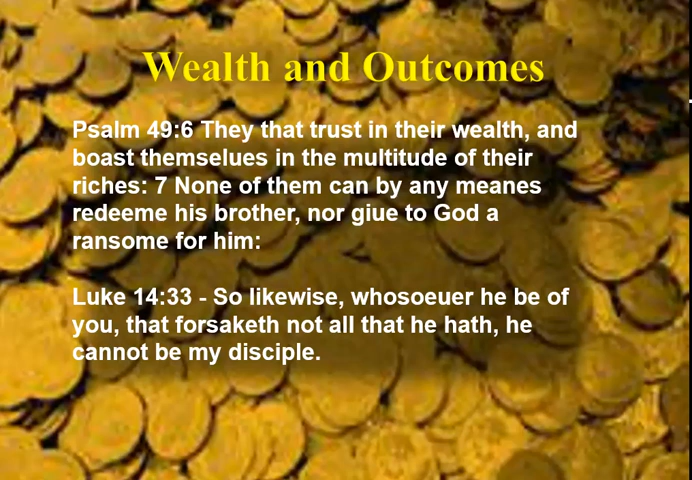 Wealth and Outcomes
Psalm 49:6 They that trust in their wealth, and
boast themselues in the multitude of their
riches: 7 None of them can by any meanes
redeeme his brother, nor giue to God a
ransome for him:
Luke 14:33 - So likewise, whosoeuer he be of
you, that forsaketh not all that he hath, he
cannot be my disciple.